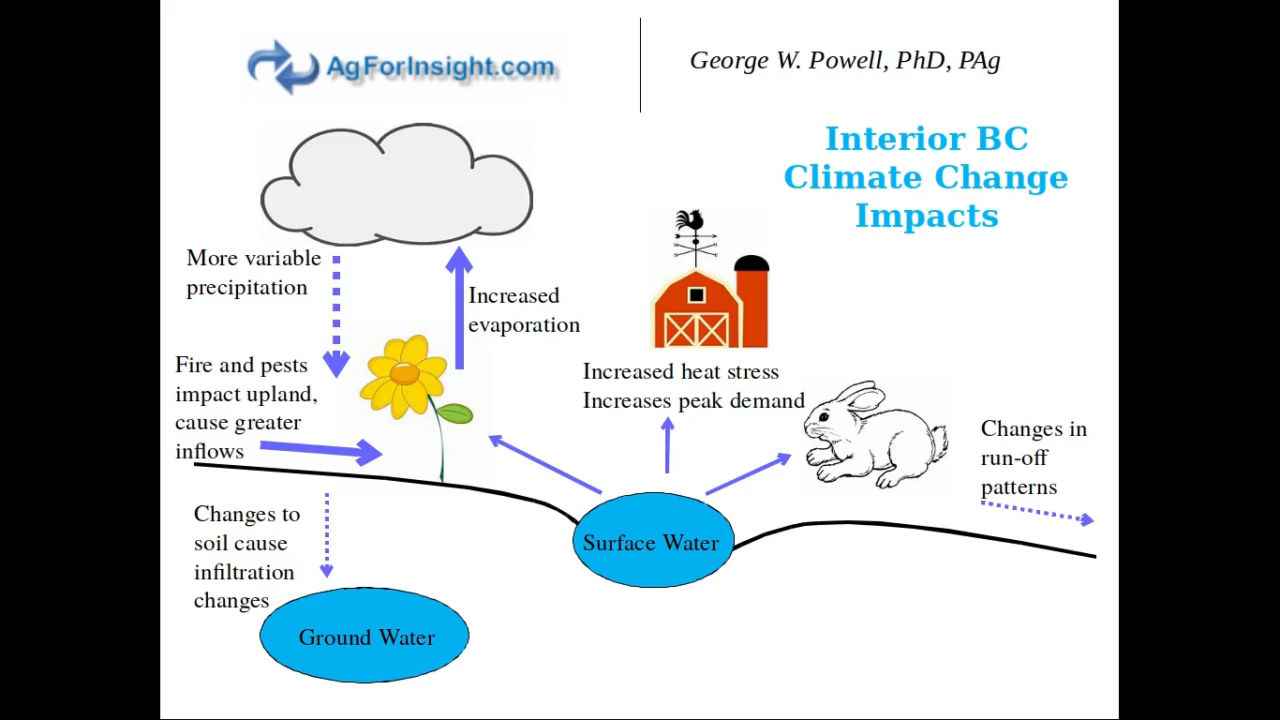 AgForInsight.com
George W. Powell, PhD, PAg
Interior BC
Climate Change
Impacts
More variable
precipitation
Increased
evaporation
Fire and pests
impact upland,
cause greater
inflows
Increased heat stress
Increases peak demand
Changes in
run-off
patterns
Changes to
soil cause
infiltration
changes
Surface Water
Ground Water